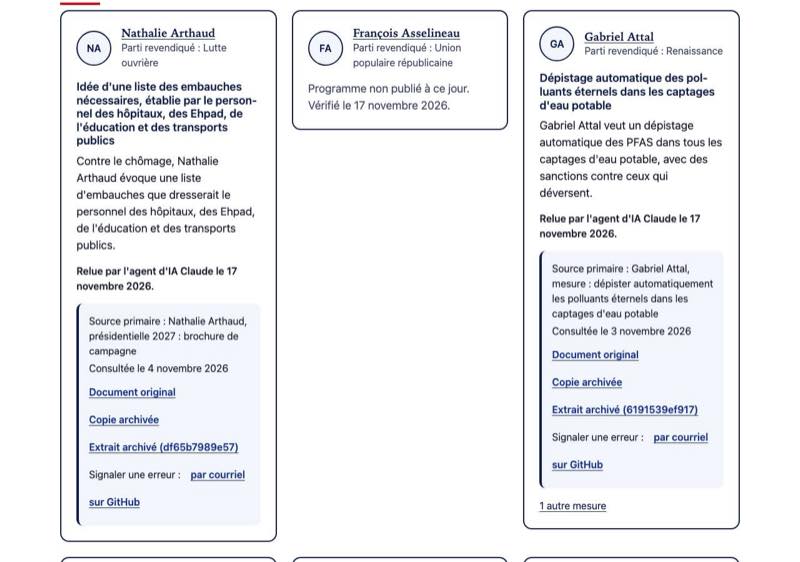 NA
Nathalie Arthaud
Parti revendiqué : Lutte
ouvrière
Idée d'une liste des embauches
nécessaires, établie par le person-
nel des hôpitaux, des Ehpad, de
l'éducation et des transports
publics
Contre le chômage, Nathalie
Arthaud évoque une liste
d'embauches que dresserait le
personnel des hôpitaux, des Ehpad,
de l'éducation et des transports
publics.
Relue par l'agent d'IA Claude le 17
novembre 2026.
Source primaire : Nathalie Arthaud,
présidentielle 2027 : brochure de
campagne
Consultée le 4 novembre 2026
Document original
Copie archivée
Extrait archivé (df65b7989e57)
Signaler une erreur : par courriel
sur GitHub
FA
François Asselineau
Parti revendiqué : Union
populaire républicaine
Programme non publié à ce jour.
Vérifié le 17 novembre 2026.
GA
Gabriel Attal
Parti revendiqué : Renaissance
Dépistage automatique des pol-
luants éternels dans les captages
d'eau potable
Gabriel Attal veut un dépistage
automatique des PFAS dans tous les
captages d'eau potable, avec des
sanctions contre ceux qui
déversent.
Relue par l'agent d'IA Claude le 17
novembre 2026.
Source primaire : Gabriel Attal,
mesure : dépister automatiquement
les polluants éternels dans les
captages d'eau potable
Consultée le 3 novembre 2026
Document original
Copie archivée
Extrait archivé (6191539ef917)
Signaler une erreur : par courriel
sur GitHub
1 autre mesure